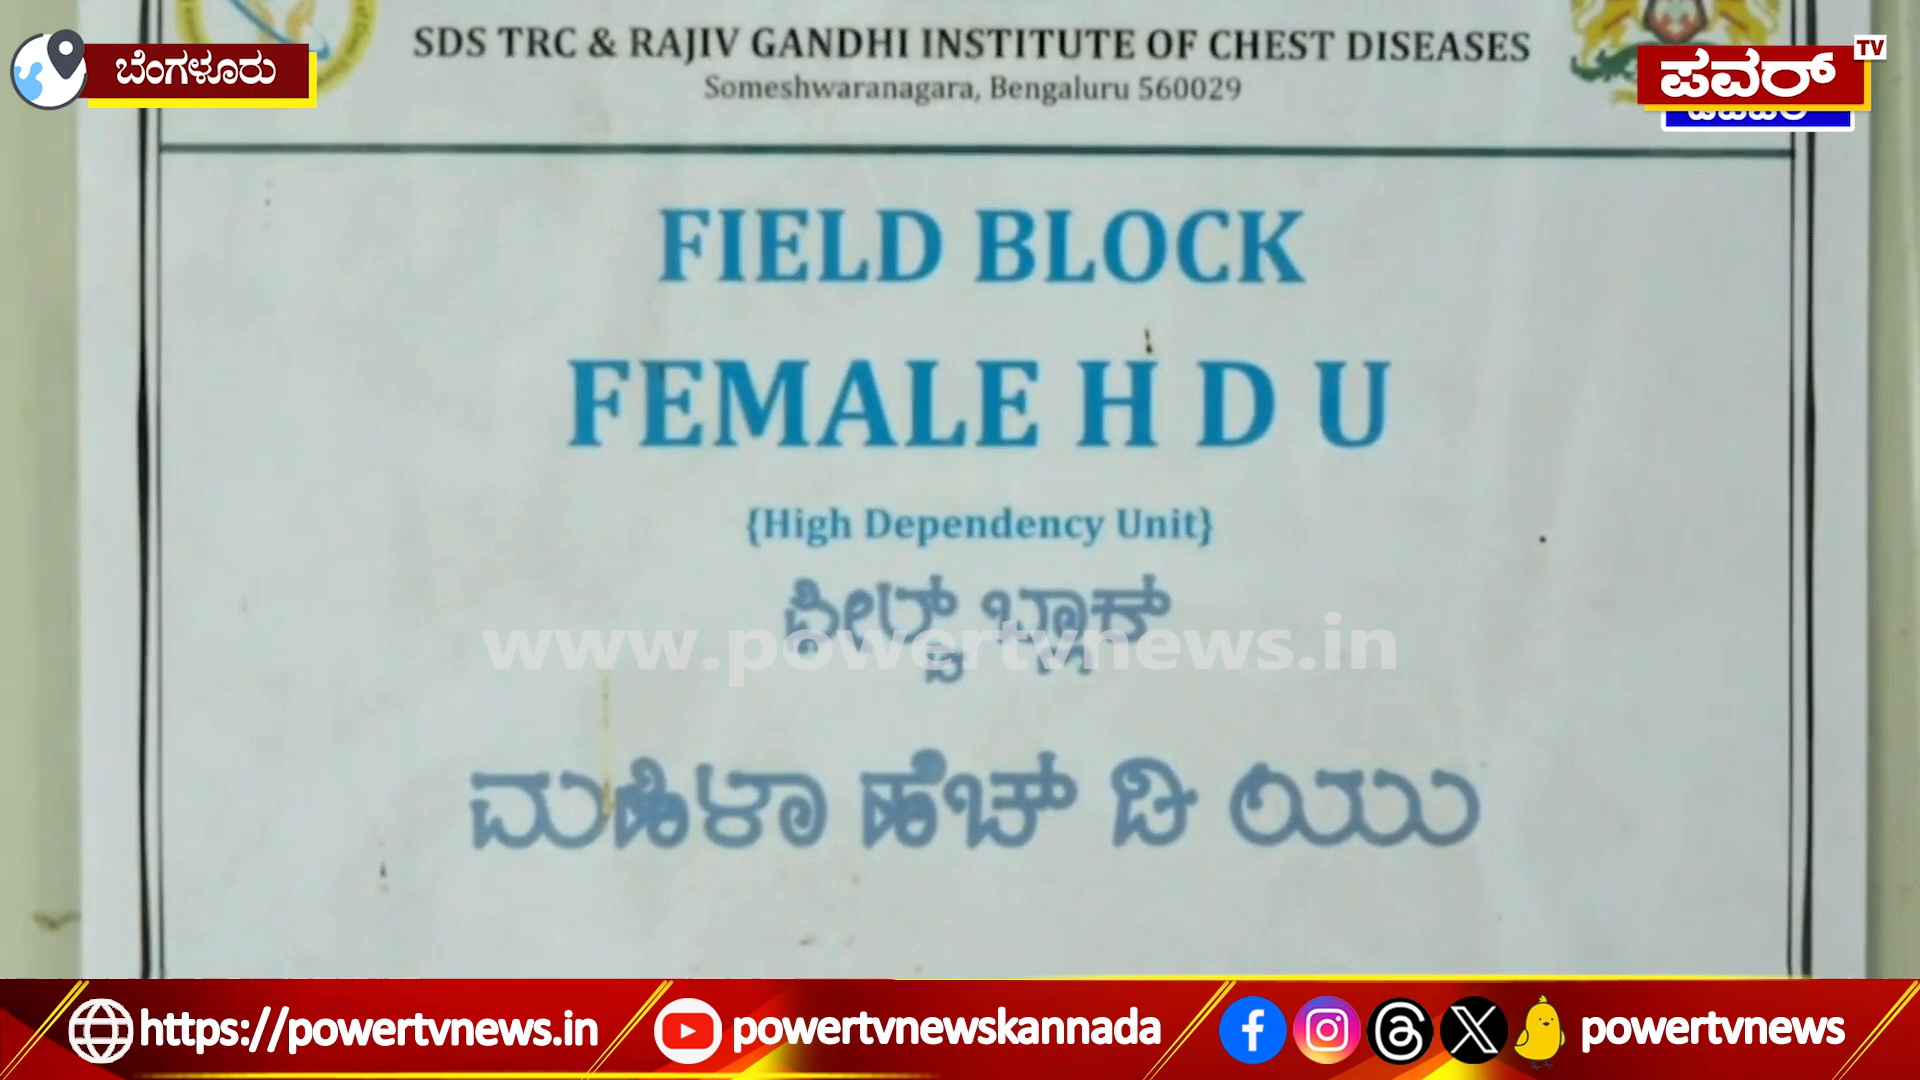 ಬೆಂಗಳೂರು
ಪವರ್ TV
SDS TRC & RAJIV GANDHI INSTITUTE OF CHEST DISEASES
Someshwaranagara, Bengaluru 560029
FIELD BLOCK
FEMALE H D U
{High Dependency Unit}
ಫೀಲ್ಡ್ ಬ್ಲಾಕ್
www.powertvnews.in
ಮಹಿಳಾ ಹೆಚ್ ಡಿ ಯು
https://powertvnews.in powertvnewskannada powertvnews